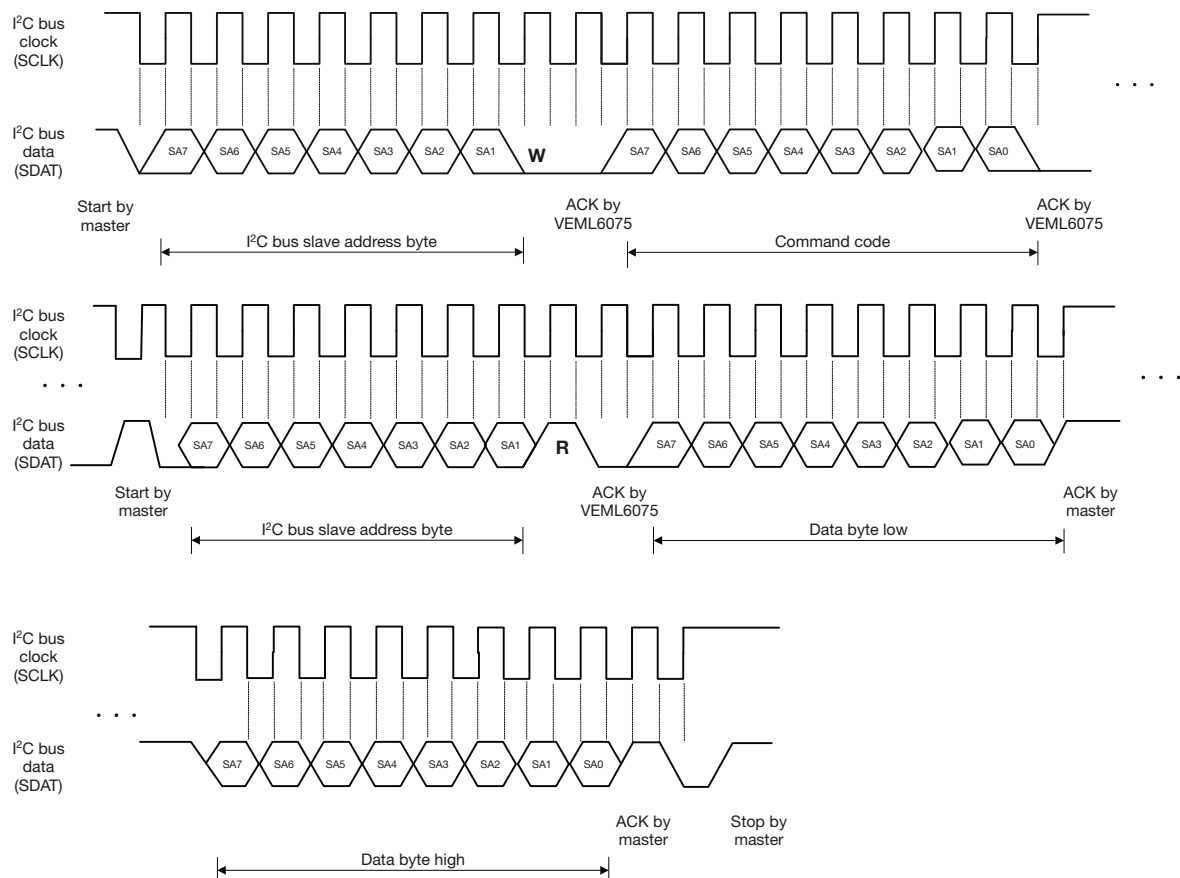 I²C bus
clock
(SCLK)
. . .
I²C bus
data
(SDAT)
SA7 SA6 SA5 SA4 SA3 SA2 SA1 W SA7 SA6 SA5 SA4 SA3 SA2 SA1 SA0
Start by
master
ACK by
VEML6075
ACK by
VEML6075
I²C bus slave address byte
Command code
I²C bus
clock
(SCLK)
. . .
. . .
I²C bus
data
(SDAT)
SA7 SA6 SA5 SA4 SA3 SA2 SA1 R SA7 SA6 SA5 SA4 SA3 SA2 SA1 SA0
Start by
master
ACK by
VEML6075
ACK by
master
I²C bus slave address byte
Data byte low
I²C bus
clock
(SCLK)
. . .
I²C bus
data
(SDAT)
SA7 SA6 SA5 SA4 SA3 SA2 SA1 SA0
ACK by
master
Stop by
master
Data byte high